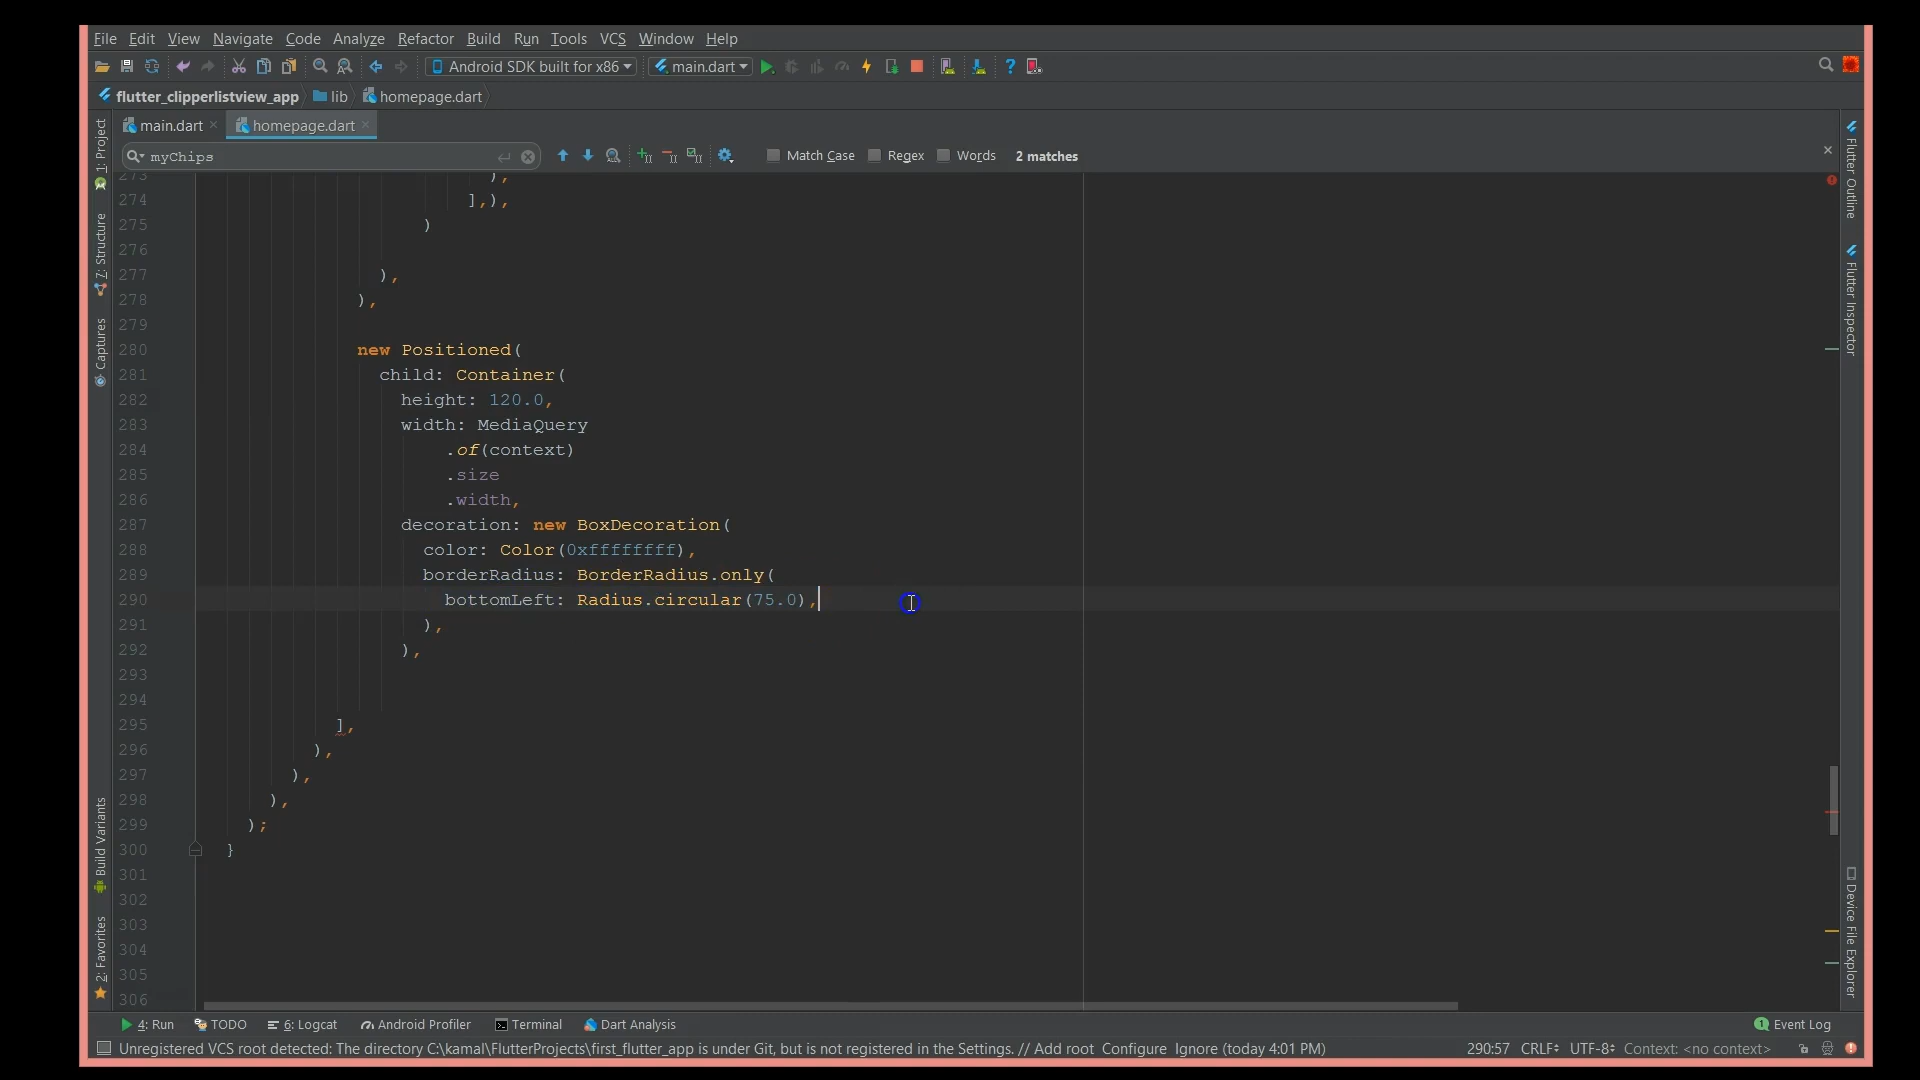 File Edit View Navigate Code Analyze Refactor Build Run Tools VCS Window Help
Android SDK built for x86 main.dart
flutter_clipperlistview_app lib homepage.dart
main.dart homepage.dart
myChips Match Case Regex Words 2 matches
273 ),
274 ],),
275 )
276
277 ),
278 ),
279
280 new Positioned(
281 child: Container(
282 height: 120.0,
283 width: MediaQuery
284 .of(context)
285 .size
286 .width,
287 decoration: new BoxDecoration(
288 color: Color(0xffffffff),
289 borderRadius: BorderRadius.only(
290 bottomLeft: Radius.circular(75.0),
291 ),
292 ),
293
294
295 ],
296 ),
297 ),
298 ),
299 );
300 }
301
302
303
304
305
306
1: Project
7: Structure
Captures
Build Variants
2: Favorites
Flutter Outline
Flutter Inspector
Device File Explorer
4: Run TODO 6: Logcat Android Profiler Terminal Dart Analysis 1 Event Log
Unregistered VCS root detected: The directory C:\kamal\FlutterProjects\first_flutter_app is under Git, but is not registered in the Settings. // Add root Configure Ignore (today 4:01 PM) 290:57 CRLF UTF-8 Context: <no context>